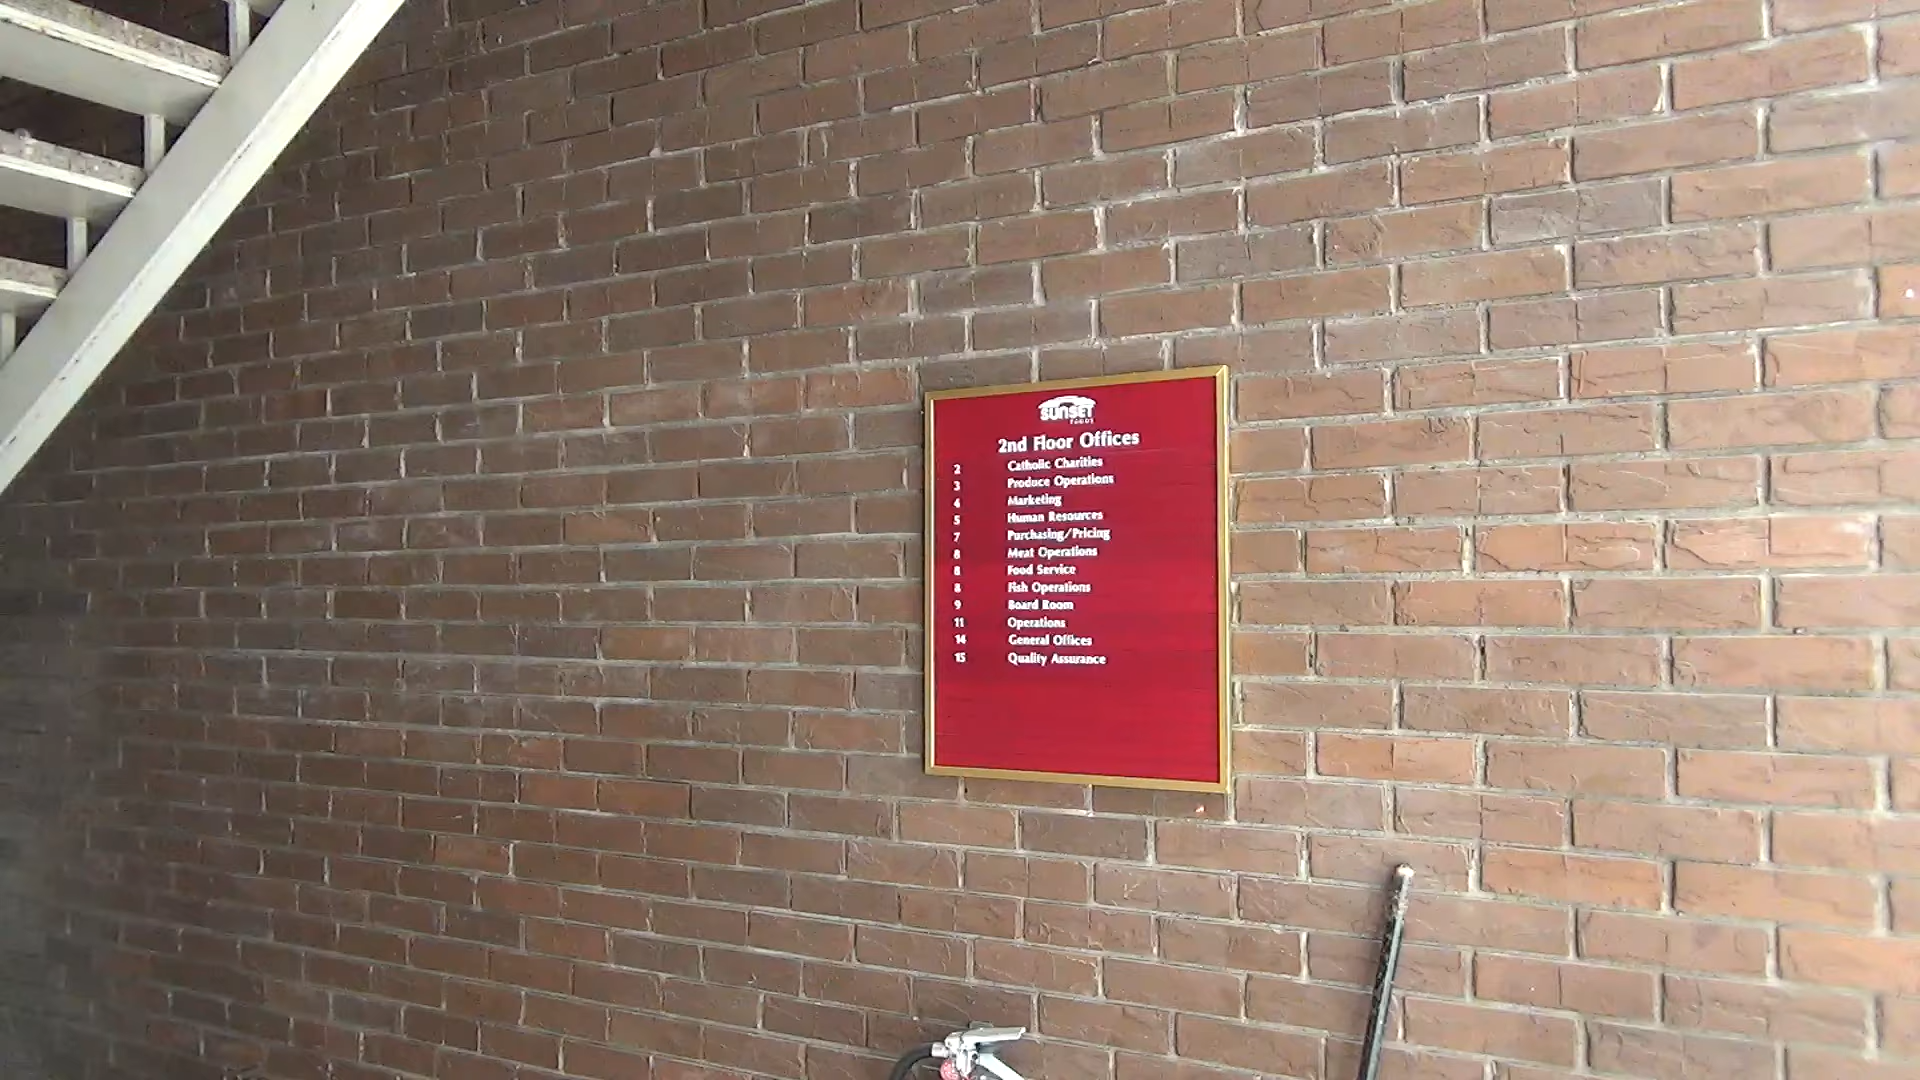 SUNSET
FOODS
2nd Floor Offices
2 Catholic Charities
3 Produce Operations
4 Marketing
5 Human Resources
7 Purchasing/Pricing
8 Meat Operations
8 Food Service
8 Fish Operations
9 Board Room
11 Operations
14 General Offices
15 Quality Assurance